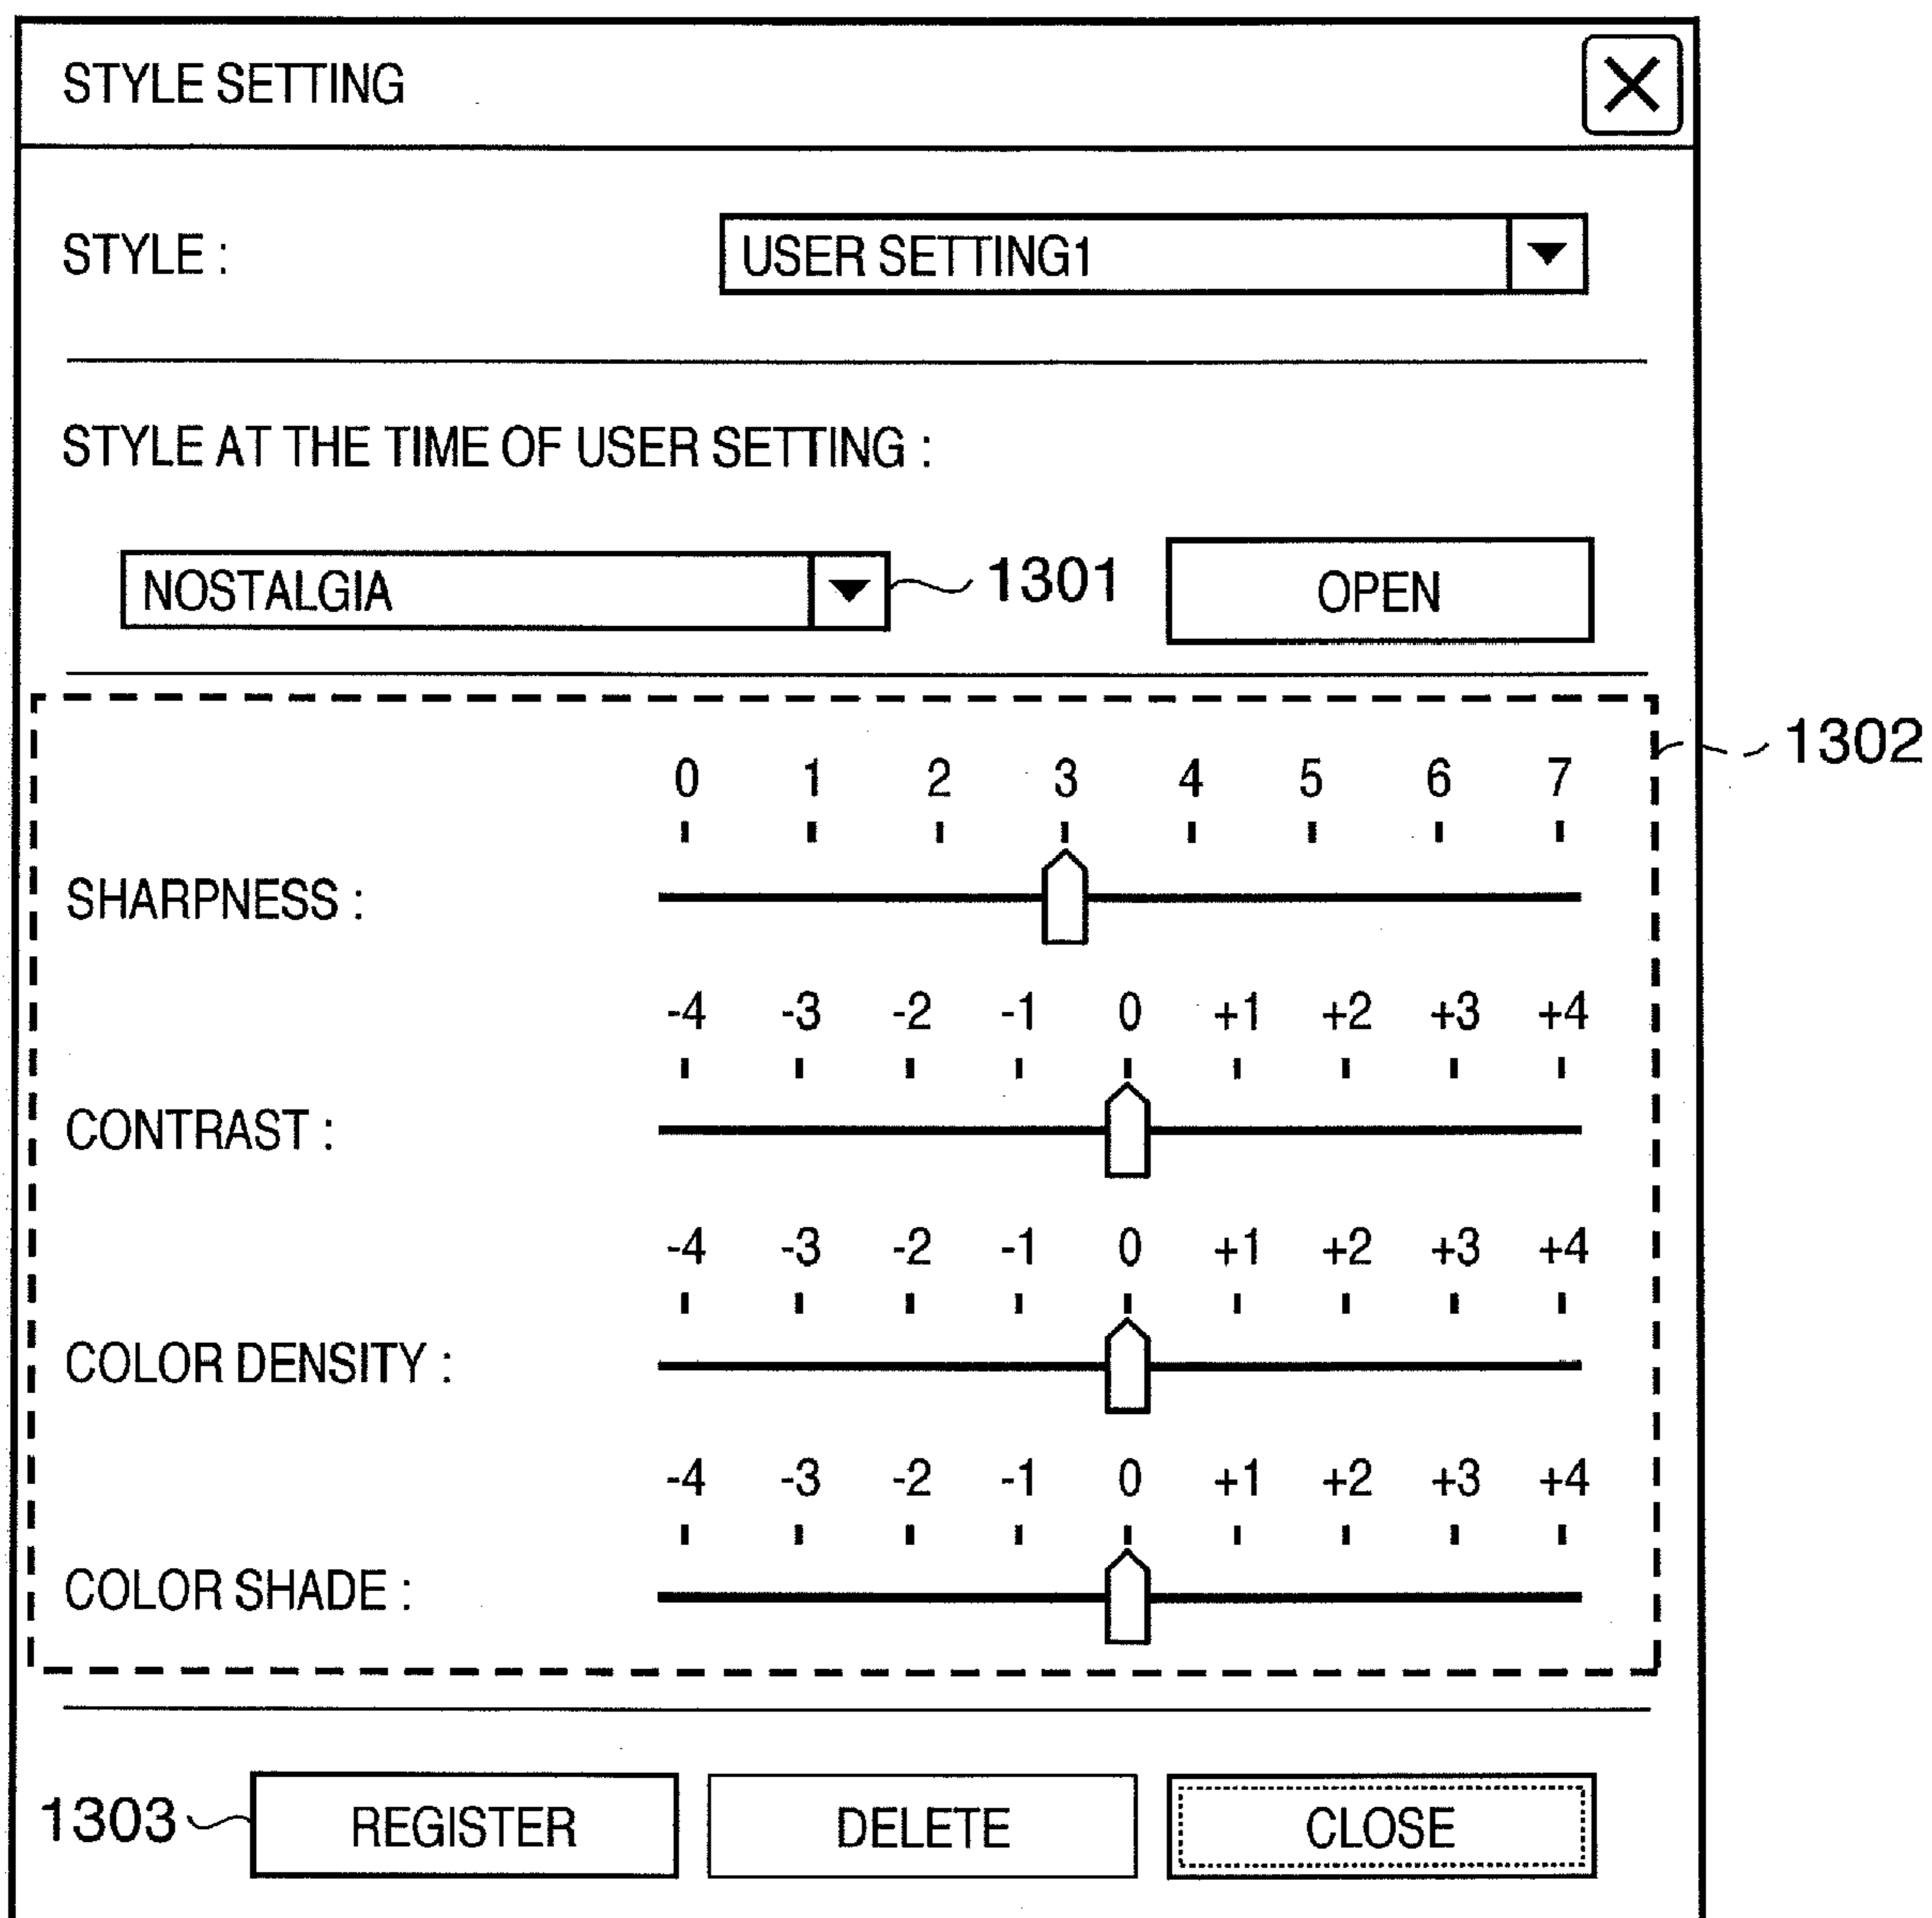 STYLE SETTING
STYLE : USER SETTING1
STYLE AT THE TIME OF USER SETTING :
NOSTALGIA 1301 OPEN
1302
0 1 2 3 4 5 6 7
SHARPNESS :
-4 -3 -2 -1 0 +1 +2 +3 +4
CONTRAST :
-4 -3 -2 -1 0 +1 +2 +3 +4
COLOR DENSITY :
-4 -3 -2 -1 0 +1 +2 +3 +4
COLOR SHADE :
1303 REGISTER DELETE CLOSE